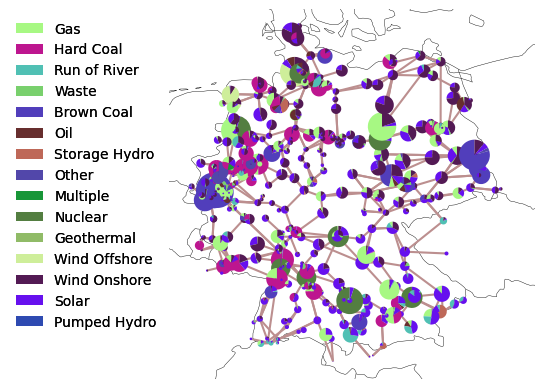 Gas
Hard Coal
Run of River
Waste
Brown Coal
Oil
Storage Hydro
Other
Multiple
Nuclear
Geothermal
Wind Offshore
Wind Onshore
Solar
Pumped Hydro